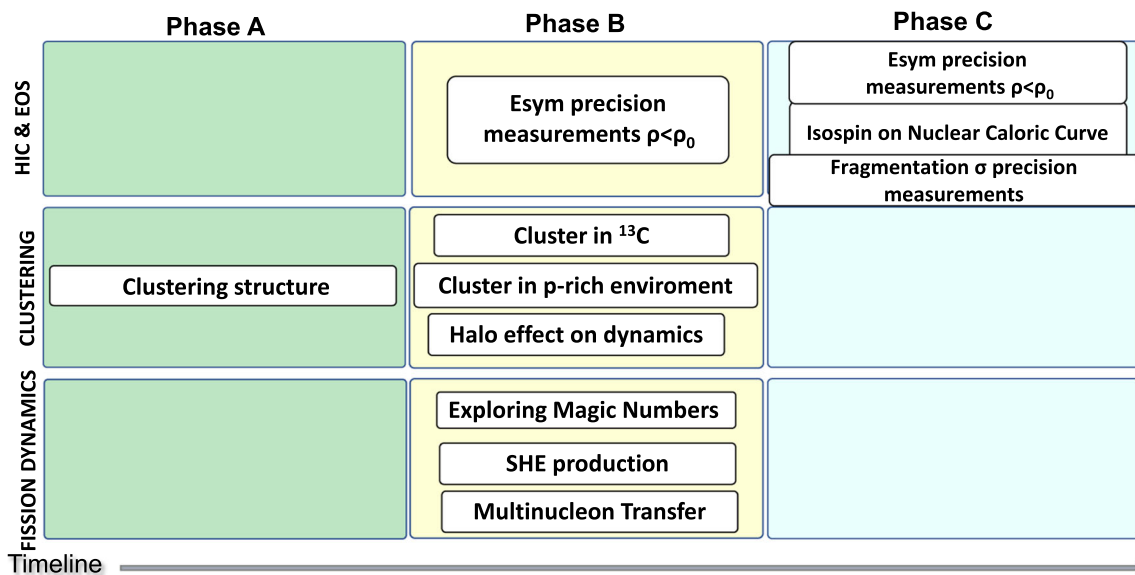 Phase A
Phase B
Phase C
HIC & EOS
Esym precision
measurements ρ<ρ₀
Esym precision
measurements ρ<ρ₀
Isospin on Nuclear Caloric Curve
Fragmentation σ precision
measurements
CLUSTERING
Clustering structure
Cluster in ¹³C
Cluster in p-rich enviroment
Halo effect on dynamics
FISSION DYNAMICS
Exploring Magic Numbers
SHE production
Multinucleon Transfer
Timeline